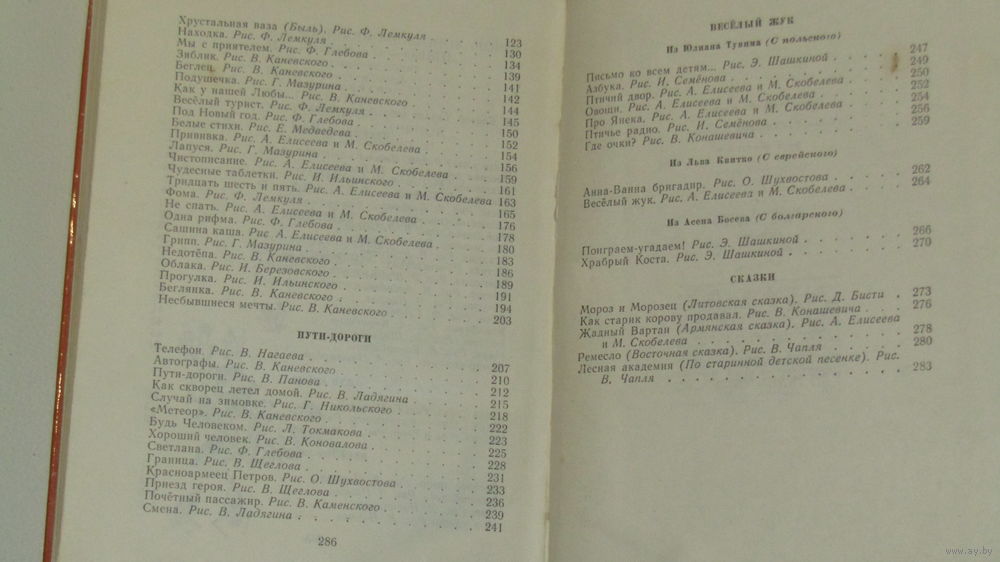 Хрустальная ваза (Быль). Рис. Ф. Лемкуля 123
Находка. Рис. Ф. Лемкуля 130
Мы с приятелем. Рис. Ф. Глебова 134
Зяблик. Рис. В. Каневского 139
Беглец. Рис. В. Каневского 141
Подушечка. Рис. Г. Мазурина 142
Как у нашей Любы... Рис. В. Каневского 144
Весёлый турист. Рис. Ф. Лемкуля 145
Под Новый год. Рис. Ф. Глебова 150
Белые стихи. Рис. Е. Медведева 152
Прививка. Рис. А. Елисеева и М. Скобелева 154
Лапуся. Рис. Г. Мазурина 156
Чистописание. Рис. А. Елисеева и М. Скобелева 159
Чудесные таблетки. Рис. И. Ильинского 161
Тридцать шесть и пять. Рис. А. Елисеева и М. Скобелева 163
Фома. Рис. Ф. Лемкуля 165
Не спать. Рис. А. Елисеева и М. Скобелева 176
Одна рифма. Рис. Ф. Глебова 178
Сашина каша. Рис. А. Елисеева и М. Скобелева 180
Грипп. Рис. Г. Мазурина 183
Недотёпа. Рис. В. Каневского 186
Облака. Рис. И. Березовского 189
Прогулка. Рис. И. Ильинского 191
Беглянка. Рис. В. Каневского 194
Несбывшиеся мечты. Рис. В. Каневского 203
ПУТИ-ДОРОГИ
Телефон. Рис. В. Нагаева 207
Автографы. Рис. В. Каневского 210
Пути-дороги. Рис. В. Панова 212
Как скворец летел домой. Рис. В. Ладягина 215
Случай на зимовке. Рис. Г. Никольского 218
«Метеор». Рис. В. Каневского 222
Будь Человеком. Рис. Л. Токмакова 223
Хороший человек. Рис. В. Коновалова 225
Светлана. Рис. Ф. Глебова 228
Граница. Рис. В. Щеглова 231
Красноармеец Петров. Рис. О. Шухвостова 233
Приезд героя. Рис. В. Щеглова 236
Почётный пассажир. Рис. В. Каменского 239
Смена. Рис. В. Ладягина 241
286
ВЕСЁЛЫЙ ЖУК
Из Юлиана Тувима (С польского)
Письмо ко всем детям... Рис. Э. Шашкиной 247
Азбука. Рис. И. Семёнова 249
Птичий двор. Рис. А. Елисеева и М. Скобелева 250
Овощи. Рис. А. Елисеева и М. Скобелева 252
Про Янека. Рис. А. Елисеева и М. Скобелева 254
Птичье радио. Рис. И. Семёнова 256
Где очки? Рис. В. Конашевича 259
Из Льва Квитко (С еврейского)
Анна-Ванна бригадир. Рис. О. Шухвостова 262
Весёлый жук. Рис. А. Елисеева и М. Скобелева 264
Из Асена Босева (С болгарского)
Поиграем-угадаем! Рис. Э. Шашкиной 266
Храбрый Коста. Рис. Э. Шашкиной 270
СКАЗКИ
Мороз и Морозец (Литовская сказка). Рис. Д. Бисти 273
Как старик корову продавал. Рис. В. Конашевича 276
Жадный Вартан (Армянская сказка). Рис. А. Елисеева
и М. Скобелева 278
Ремесло (Восточная сказка). Рис. В. Чапля 280
Лесная академия (По старинной детской песенке). Рис.
В. Чапля 283
www.ay.by